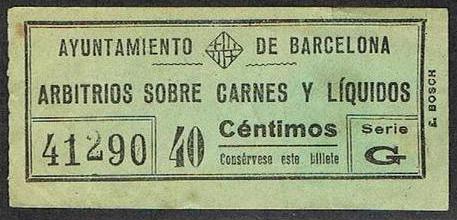 AYUNTAMIENTO DE BARCELONA
ARBITRIOS SOBRE CARNES Y LÍQUIDOS
41290
40 Céntimos
Consérvese este billete
Serie
G
E. BOSCH